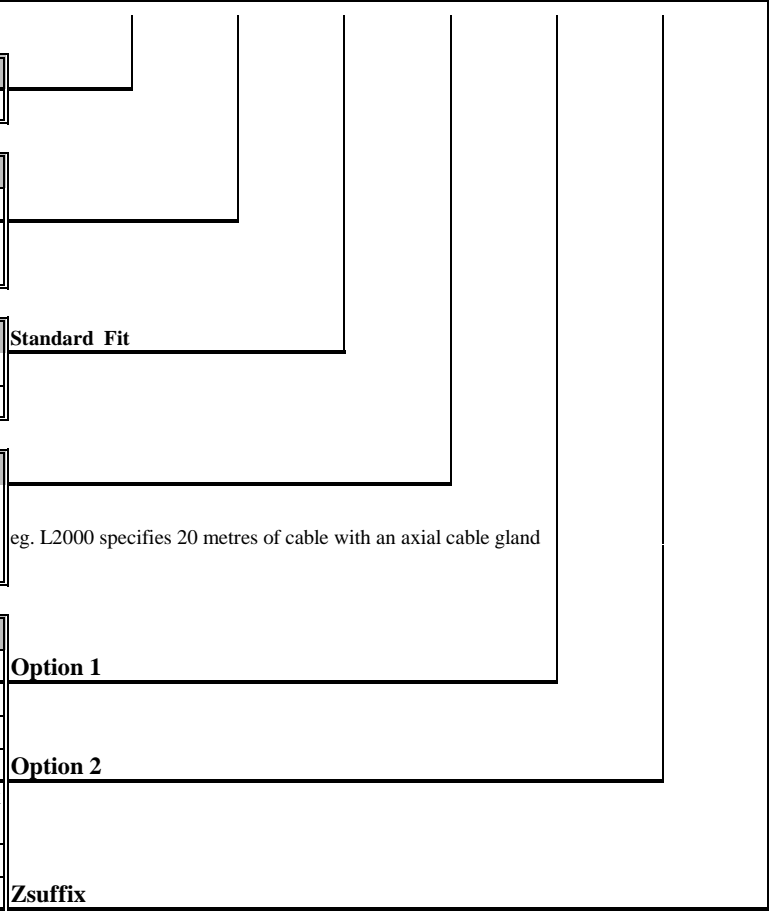 Standard Fit
eg. L2000 specifies 20 metres of cable with an axial cable gland
Option 1
Option 2
Zsuffix